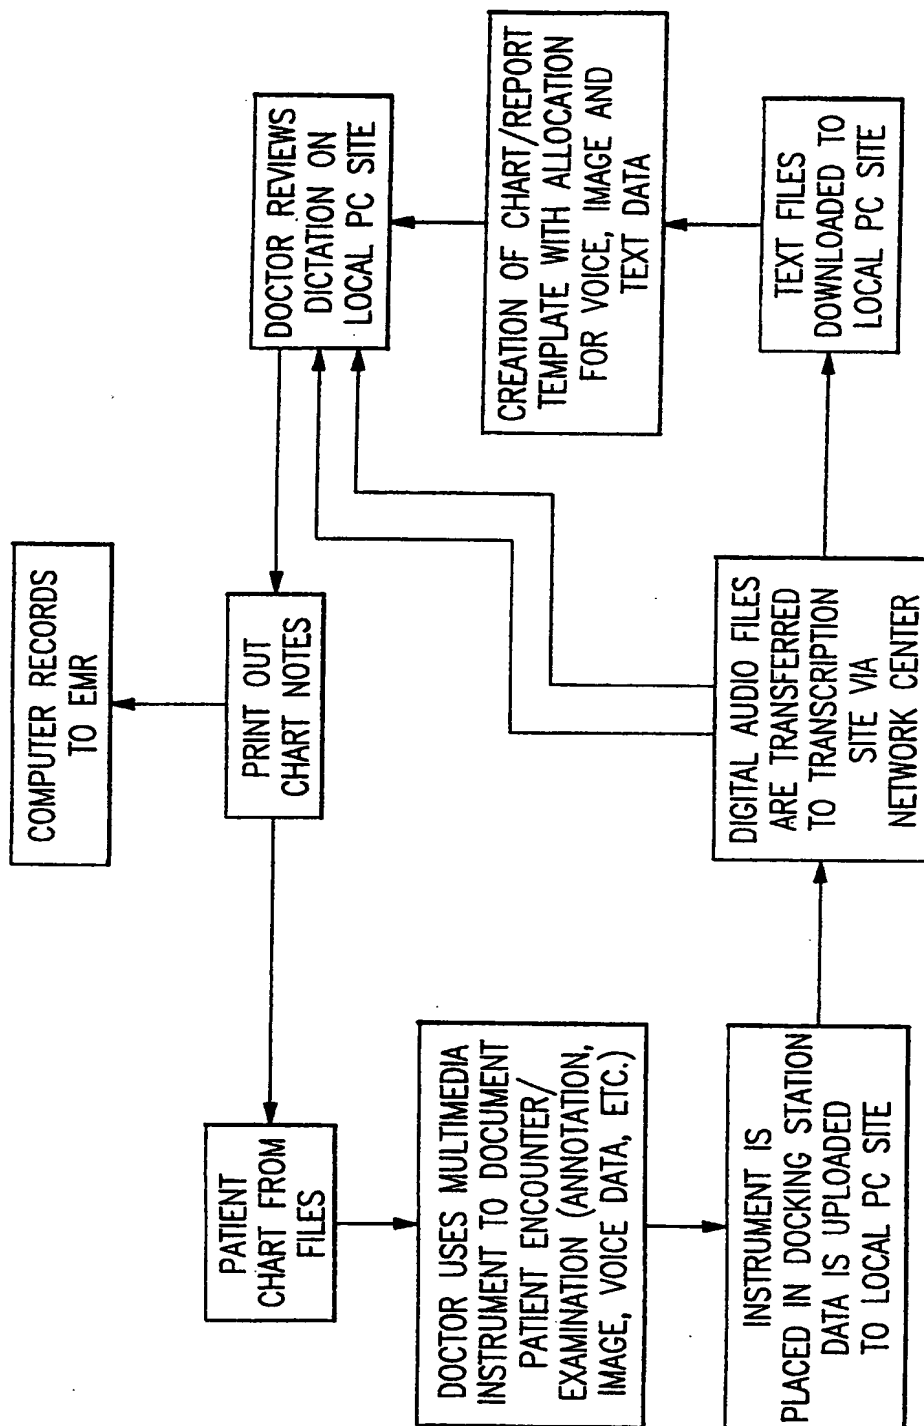 COMPUTER RECORDS
TO EMR
PRINT OUT
CHART NOTES
DOCTOR REVIEWS
DICTATION ON
LOCAL PC SITE
PATIENT
CHART FROM
FILES
DOCTOR USES MULTIMEDIA
INSTRUMENT TO DOCUMENT
PATIENT ENCOUNTER/
EXAMINATION (ANNOTATION,
IMAGE, VOICE DATA, ETC.)
CREATION OF CHART/REPORT
TEMPLATE WITH ALLOCATION
FOR VOICE, IMAGE AND
TEXT DATA
INSTRUMENT IS
PLACED IN DOCKING STATION
DATA IS UPLOADED
TO LOCAL PC SITE
DIGITAL AUDIO FILES
ARE TRANSFERRED
TO TRANSCRIPTION
SITE VIA
NETWORK CENTER
TEXT FILES
DOWNLOADED TO
LOCAL PC SITE